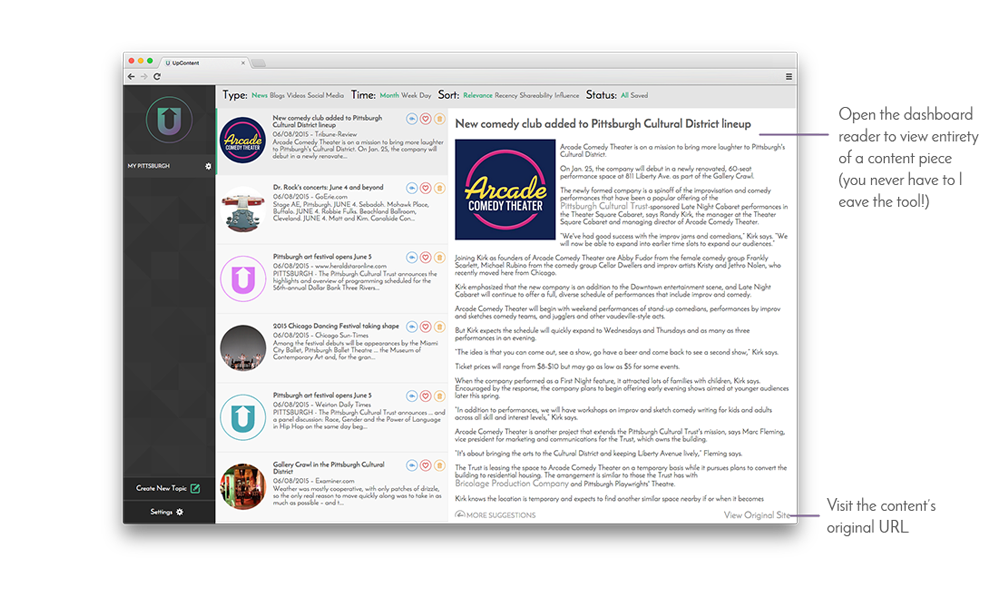 UpContent
Type: News Blogs Videos Social Media Time: Month Week Day Sort: Relevance Recency Shareability Influence Status: All Saved
MY PITTSBURGH
Create New Topic
Settings
Arcade
COMEDY THEATER
New comedy club added to Pittsburgh
Cultural District lineup
06/08/2015 - Tribune-Review
Arcade Comedy Theater is on a mission to bring more laughter
to Pittsburgh's Cultural District. On Jan. 25, the company will
debut in a newly renovate...
Dr. Rock's concerts: June 4 and beyond
06/08/2015 - GoErie.com
Stage AE, Pittsburgh. JUNE 4. Sebadoh. Mohawk Place,
Buffalo. JUNE 4. Robbie Fulks. Beachland Ballroom,
Cleveland. JUNE 4. Matt and Kim. Canalside Con...
Pittsburgh art festival opens June 5
06/08/2015 - www.heraldstaronline.com
PITTSBURGH - The Pittsburgh Cultural Trust announces the
highlights and overview of programming scheduled for the
56th-annual Dollar Bank Three Rivers...
2015 Chicago Dancing Festival taking shape
06/08/2015 - Chicago Sun-Times
Among the festival debuts will be appearances by the Miami
City Ballet, Pittsburgh Ballet Theatre ... the Museum of
Contemporary Art and, for the gran...
Pittsburgh art festival opens June 5
06/08/2015 - Weirton Daily Times
PITTSBURGH - The Pittsburgh Cultural Trust announces ... and
a panel discussion: Race, Gender and the Power of Language
in Hip Hop on the same day beg...
Gallery Crawl in the Pittsburgh Cultural
District
06/08/2015 - Examiner.com
Weather was mostly cooperative, with only patches of drizzle,
so the only real reason to move quickly along was to take in as
much as possible – and t...
New comedy club added to Pittsburgh Cultural District lineup
Arcade
COMEDY THEATER
Arcade Comedy Theater is on a mission to bring more laughter to Pittsburgh's
Cultural District.
On Jan. 25, the company will debut in a newly renovated, 60-seat
performance space at 811 Liberty Ave. as part of the Gallery Crawl.
The newly formed company is a spinoff of the improvisation and comedy
performances that have been a popular offering of the
Pittsburgh Cultural Trust-sponsored Late Night Cabaret performances in
the Theater Square Cabaret, says Randy Kirk, the manager at the Theater
Square Cabaret and managing director of Arcade Comedy Theater.
"We've had good success with the improv jams and comedians," Kirk says. "We
will now be able to expand into earlier time slots to expand our audiences."
Joining Kirk as founders of Arcade Comedy Theater are Abby Fudor from the female comedy group Frankly
Scarlett, Michael Rubino from the comedy group Cellar Dwellers and improv artists Kristy and Jethro Nolen, who
recently moved here from Chicago.
Kirk emphasized that the new company is an addition to the Downtown entertainment scene, and Late Night
Cabaret will continue to offer a full, diverse schedule of performances that include improv and comedy.
Arcade Comedy Theater will begin with weekend performances of stand-up comedians, performances by improv
and sketches comedy teams, and jugglers and other vaudeville-style acts.
But Kirk expects the schedule will quickly expand to Wednesdays and Thursdays and as many as three
performances in an evening.
"The idea is that you can come out, see a show, go have a beer and come back to see a second show," Kirk says.
Ticket prices will range from $8-$10 but may go as low as $5 for some events.
When the company performed as a First Night feature, it attracted lots of families with children, Kirk says.
Encouraged by the response, the company plans to begin offering early evening shows aimed at younger audiences
later this spring.
"In addition to performances, we will have workshops on improv and sketch comedy writing for kids and adults
across all skill and interest levels," Kirk says.
Arcade Comedy Theater is another project that extends the Pittsburgh Cultural Trust's mission, says Marc Fleming,
vice president for marketing and communications for the Trust, which owns the building.
"It's about bringing the arts to the Cultural District and keeping Liberty Avenue lively," Fleming says.
The Trust is leasing the space to Arcade Comedy Theater on a temporary basis while it pursues plans to convert the
building to residential housing. The arrangement is similar to those the Trust has with
Bricolage Production Company and Pittsburgh Playwrights' Theatre.
Kirk knows the location is temporary and expects to find another similar space nearby if or when it becomes
MORE SUGGESTIONS
View Original Site
Open the dashboard
reader to view entirety
of a content piece
(you never have to l
eave the tool!)
Visit the content's
original URL